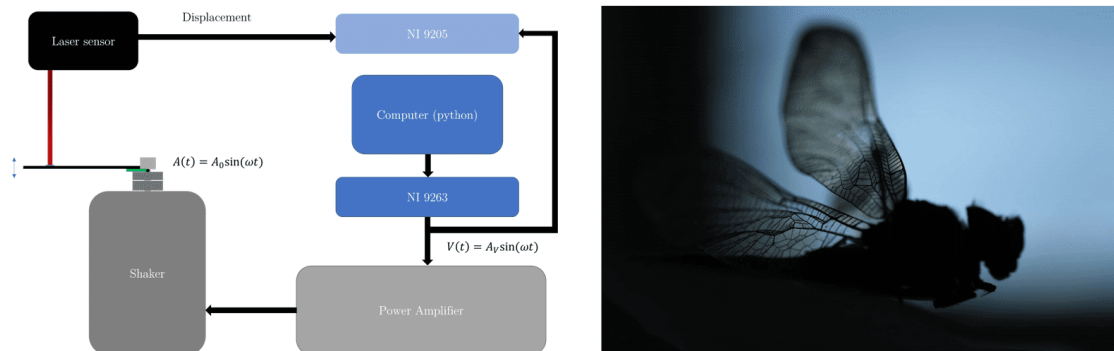 Displacement
Laser sensor
NI 9205
Computer (python)
A(t) = A₀sin(ωt)
NI 9263
V(t) = A_V sin(ωt)
Shaker
Power Amplifier